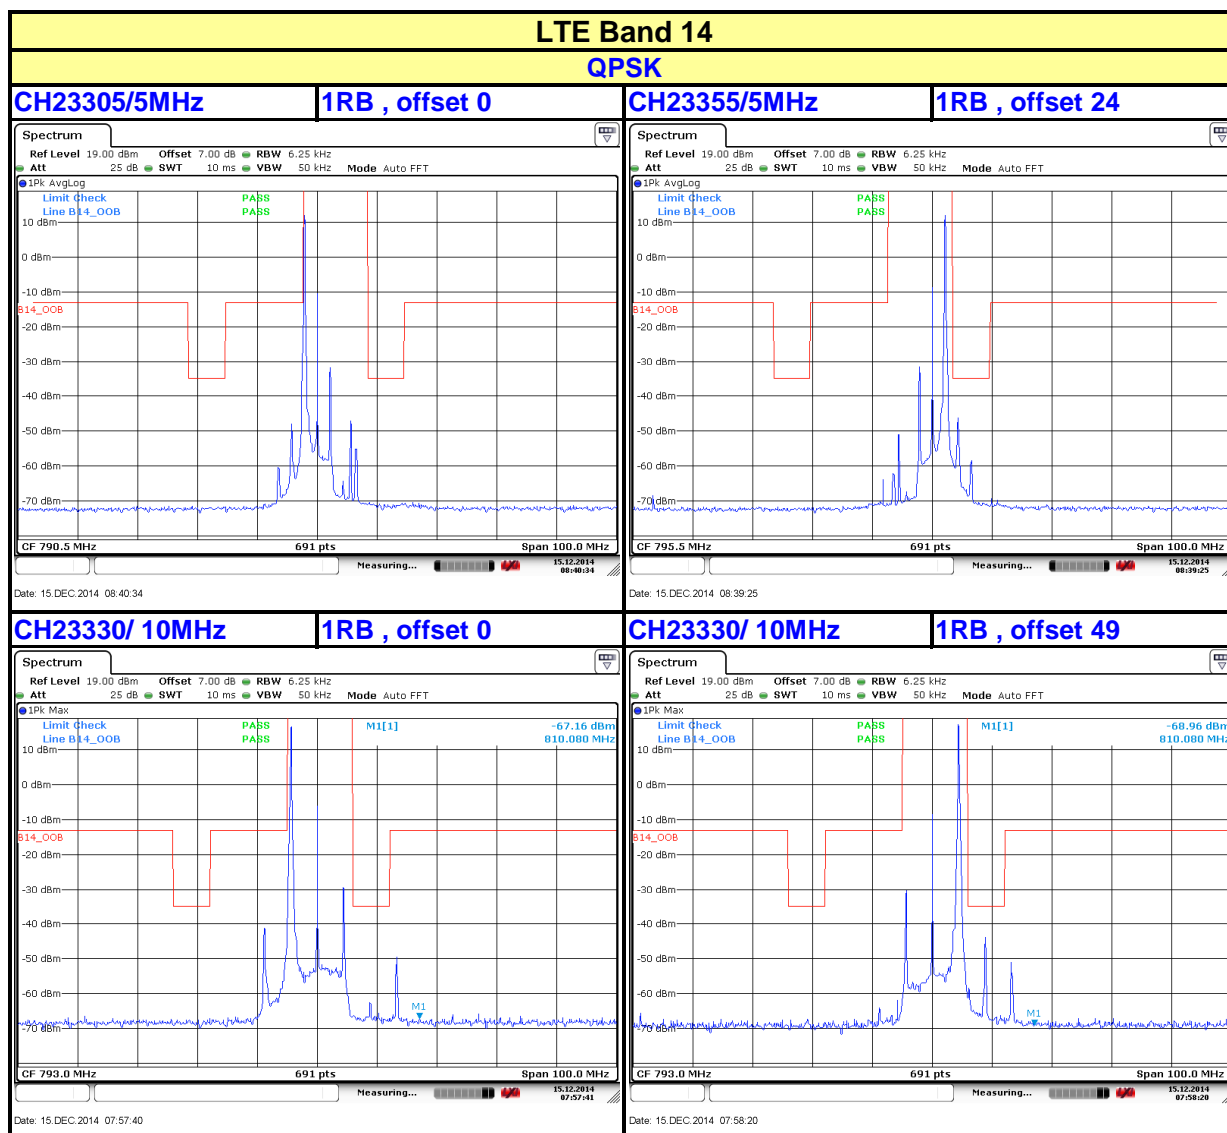 LTE Band 14
QPSK
CH23305/5MHz
1RB , offset 0
CH23355/5MHz
1RB , offset 24
Spectrum
Ref Level 19.00 dBm Offset 7.00 dB RBW 6.25 kHz
Att 25 dB SWT 10 ms VBW 50 kHz Mode Auto FFT
1Pk AvgLog
Limit Check PASS
Line B14_OOB PASS
10 dBm
0 dBm
-10 dBm
B14_OOB
-20 dBm
-30 dBm
-40 dBm
-50 dBm
-60 dBm
-70 dBm
CF 790.5 MHz 691 pts Span 100.0 MHz
Measuring... 15.12.2014
08:40:34
Date: 15.DEC.2014 08:40:34
Spectrum
Ref Level 19.00 dBm Offset 7.00 dB RBW 6.25 kHz
Att 25 dB SWT 10 ms VBW 50 kHz Mode Auto FFT
1Pk AvgLog
Limit Check PASS
Line B14_OOB PASS
10 dBm
0 dBm
-10 dBm
B14_OOB
-20 dBm
-30 dBm
-40 dBm
-50 dBm
-60 dBm
-70 dBm
CF 795.5 MHz 691 pts Span 100.0 MHz
Measuring... 15.12.2014
08:39:25
Date: 15.DEC.2014 08:39:25
CH23330/ 10MHz
1RB , offset 0
CH23330/ 10MHz
1RB , offset 49
Spectrum
Ref Level 19.00 dBm Offset 7.00 dB RBW 6.25 kHz
Att 25 dB SWT 10 ms VBW 50 kHz Mode Auto FFT
1Pk Max
Limit Check PASS M1[1] -67.16 dBm
Line B14_OOB PASS 810.080 MHz
10 dBm
0 dBm
-10 dBm
B14_OOB
-20 dBm
-30 dBm
-40 dBm
-50 dBm
-60 dBm
M1
-70 dBm
CF 793.0 MHz 691 pts Span 100.0 MHz
Measuring... 15.12.2014
07:57:41
Date: 15.DEC.2014 07:57:40
Spectrum
Ref Level 19.00 dBm Offset 7.00 dB RBW 6.25 kHz
Att 25 dB SWT 10 ms VBW 50 kHz Mode Auto FFT
1Pk Max
Limit Check PASS M1[1] -68.96 dBm
Line B14_OOB PASS 810.080 MHz
10 dBm
0 dBm
-10 dBm
B14_OOB
-20 dBm
-30 dBm
-40 dBm
-50 dBm
-60 dBm
M1
-70 dBm
CF 793.0 MHz 691 pts Span 100.0 MHz
Measuring... 15.12.2014
07:58:20
Date: 15.DEC.2014 07:58:20